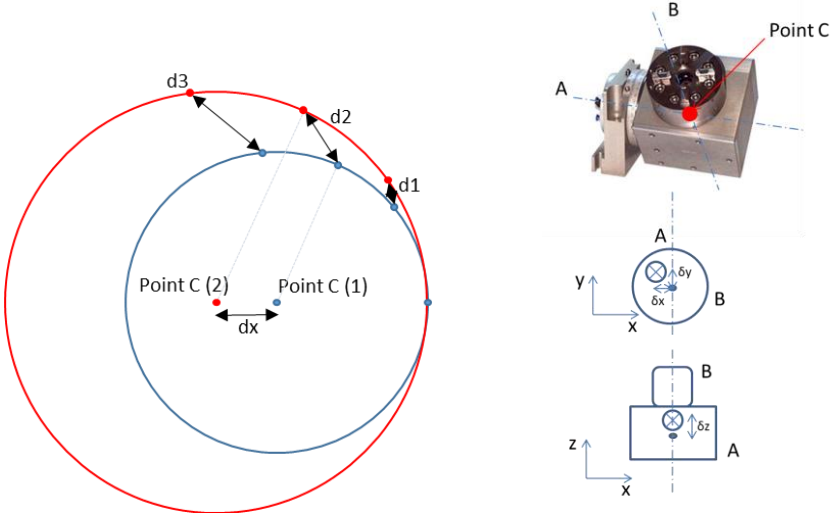 d3
d2
d1
Point C (2)
Point C (1)
dx
B
Point C
A
A
y
δy
δx
B
x
B
z
δz
A
x